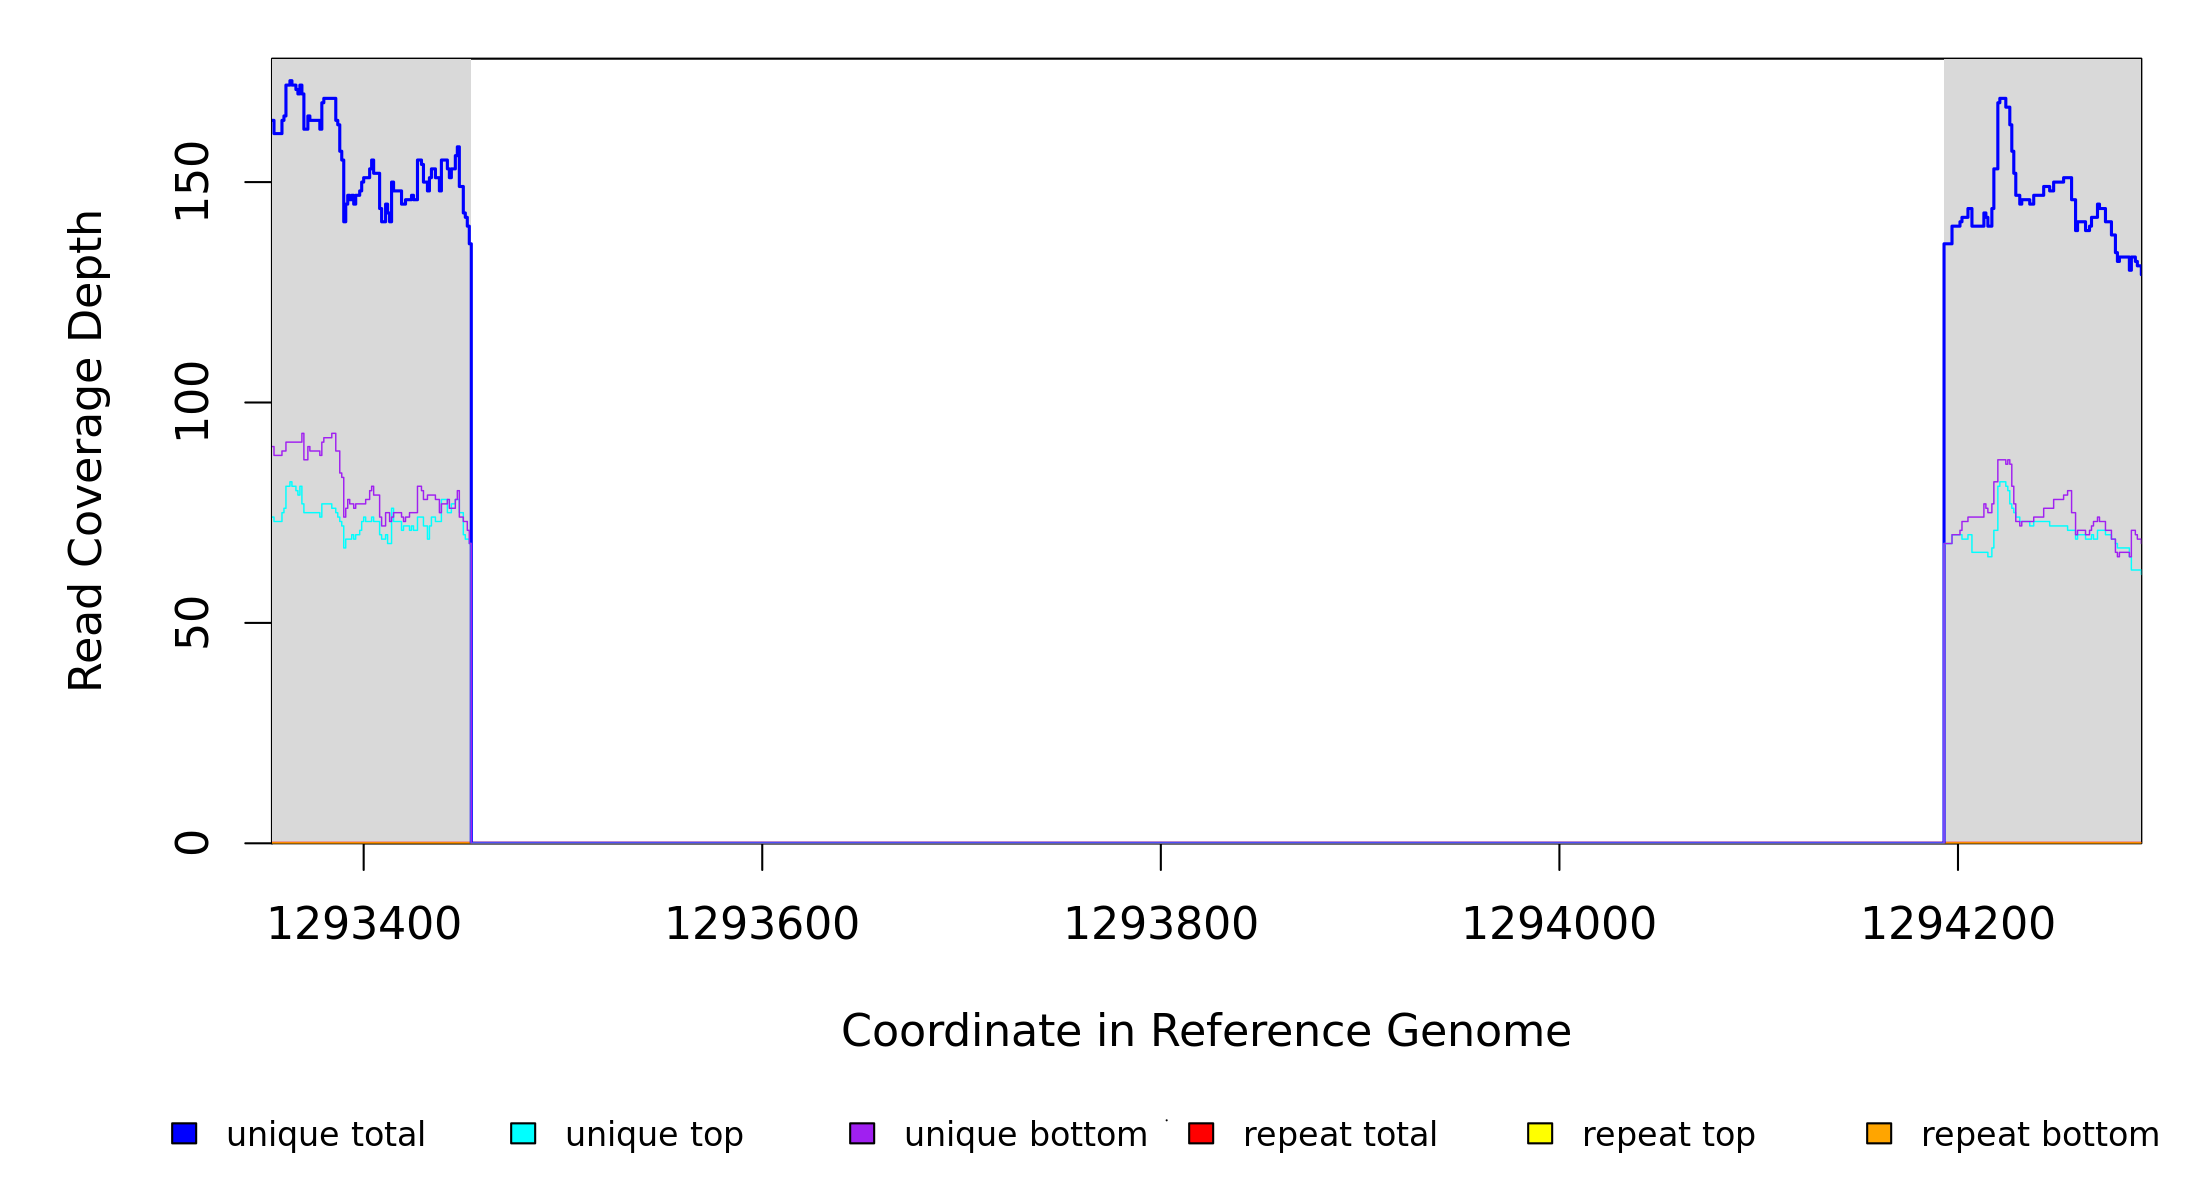 Read Coverage Depth
150
100
50
0
1293400 1293600 1293800 1294000 1294200
Coordinate in Reference Genome
unique total unique top unique bottom repeat total repeat top repeat bottom